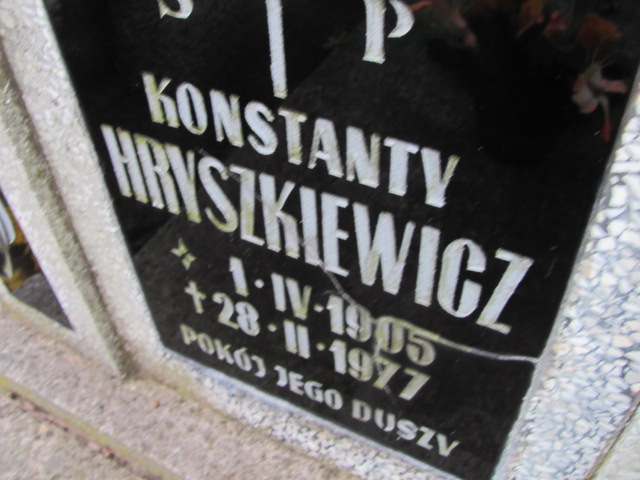 S P
KONSTANTY
HRYSZKIEWICZ
1·IV·1905
† 28·II·1977
POKÓJ JEGO DUSZY